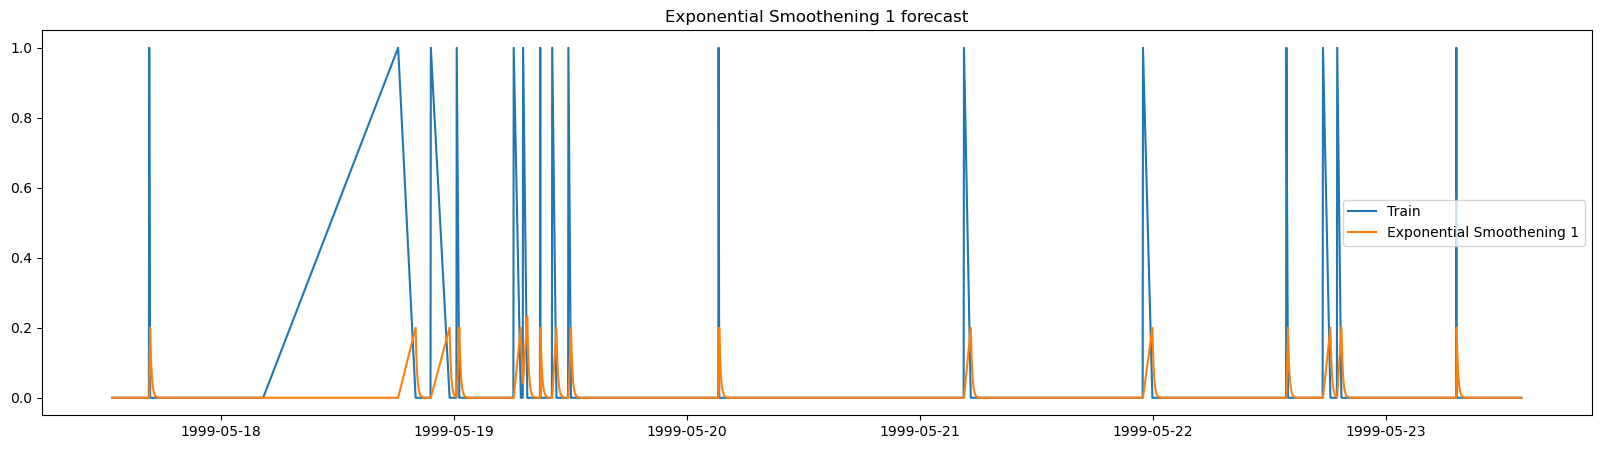 Exponential Smoothening 1 forecast
1.0
0.8
0.6
0.4
0.2
0.0
Train
Exponential Smoothening 1
1999-05-18 1999-05-19 1999-05-20 1999-05-21 1999-05-22 1999-05-23